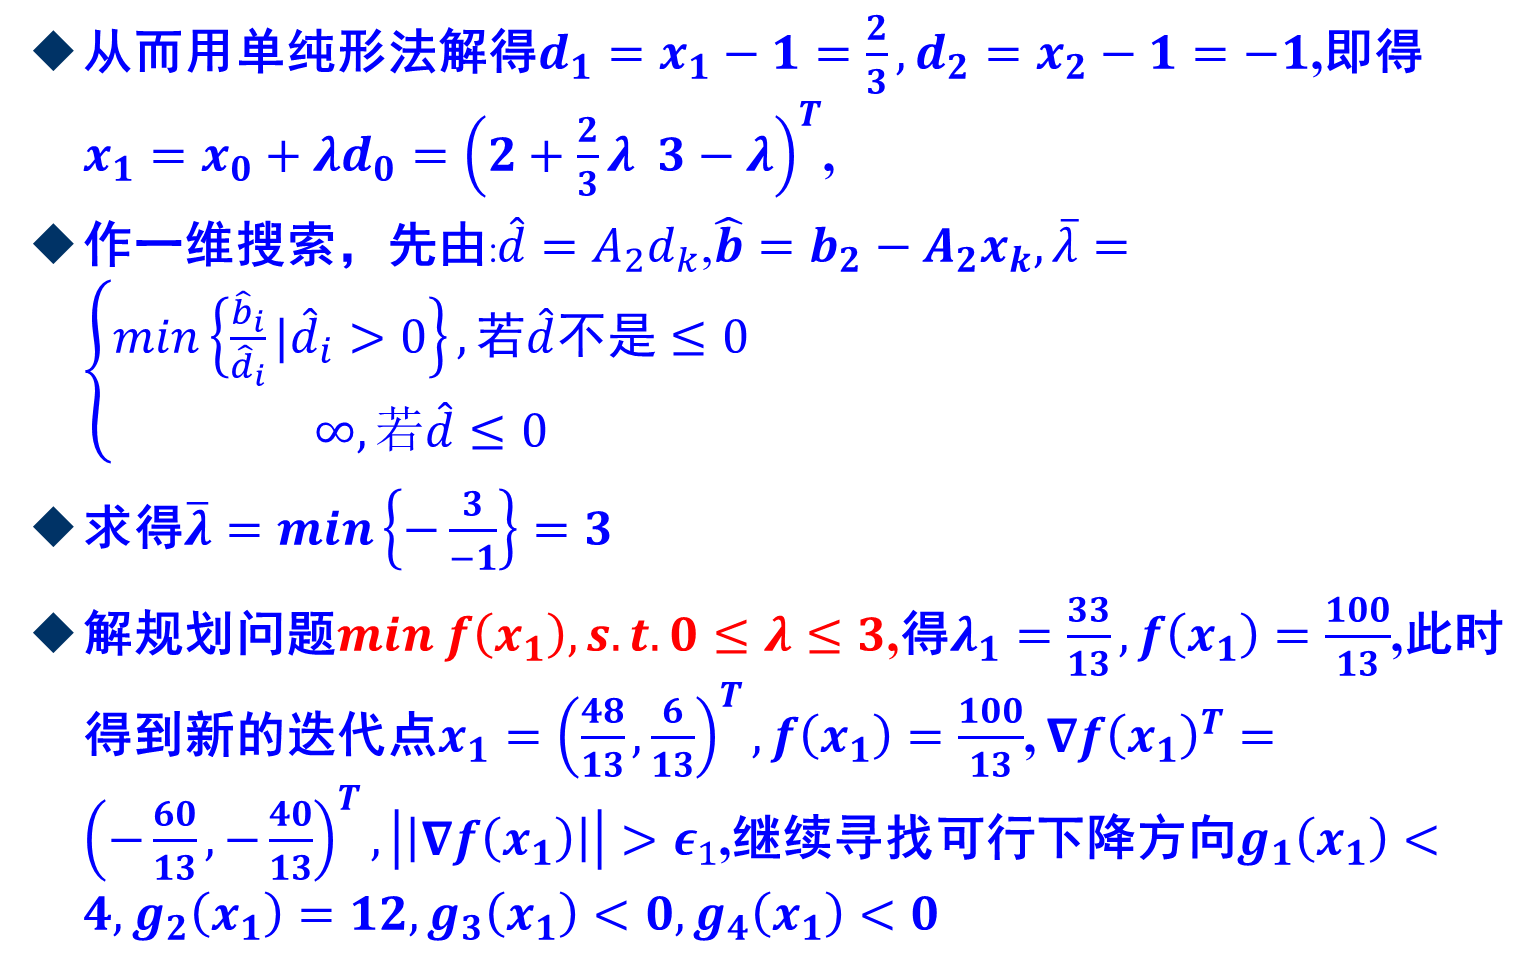 ◆ 从而用单纯形法解得d₁ = x₁ − 1 = 2/3, d₂ = x₂ − 1 = −1,即得
x₁ = x₀ + λd₀ = (2 + 2/3 λ  3 − λ)ᵀ,
◆ 作一维搜索，先由:d̂ = A₂dₖ,b̂ = b₂ − A₂xₖ, λ̄ =
{ min {b̂ᵢ/d̂ᵢ | d̂ᵢ > 0}, 若d̂不是 ≤ 0
∞, 若d̂ ≤ 0
◆ 求得λ̄ = min {− 3/−1} = 3
◆ 解规划问题min f(x₁), s.t. 0 ≤ λ ≤ 3,得λ₁ = 33/13, f(x₁) = 100/13,此时
得到新的迭代点x₁ = (48/13, 6/13)ᵀ, f(x₁) = 100/13, ∇f(x₁)ᵀ =
(−60/13, −40/13)ᵀ, ||∇f(x₁)|| > ϵ₁,继续寻找可行下降方向g₁(x₁) <
4, g₂(x₁) = 12, g₃(x₁) < 0, g₄(x₁) < 0